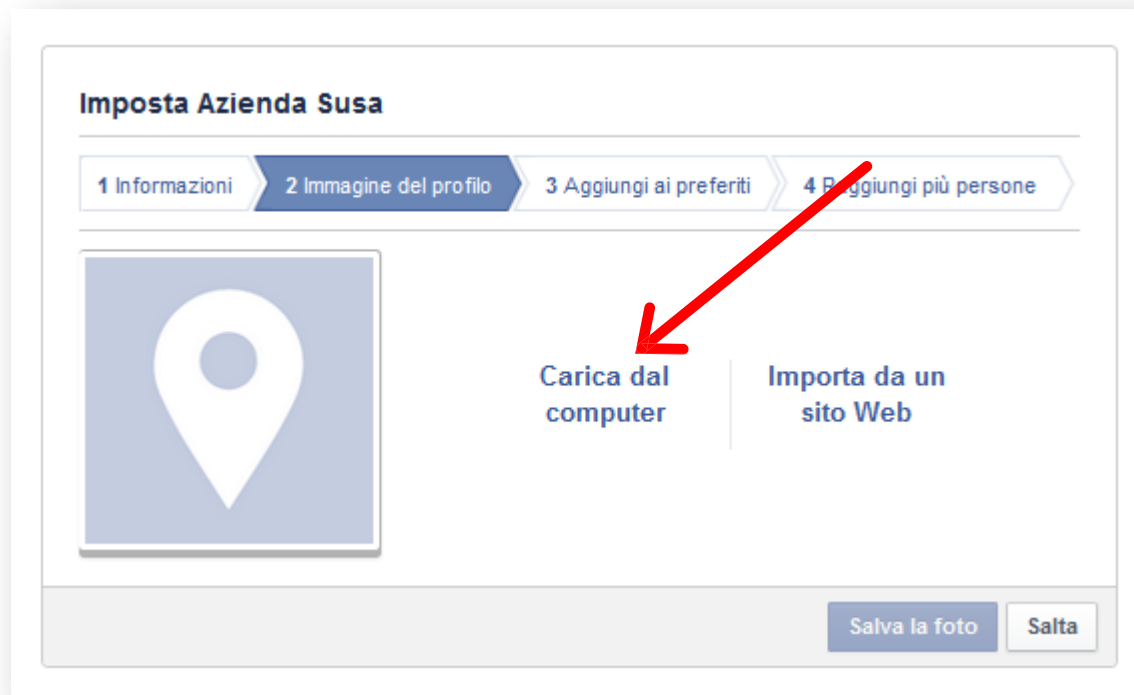 Imposta Azienda Susa
1 Informazioni 2 Immagine del profilo 3 Aggiungi ai preferiti 4 Raggiungi più persone
Carica dal Importa da un
computer sito Web
Salva la foto Salta